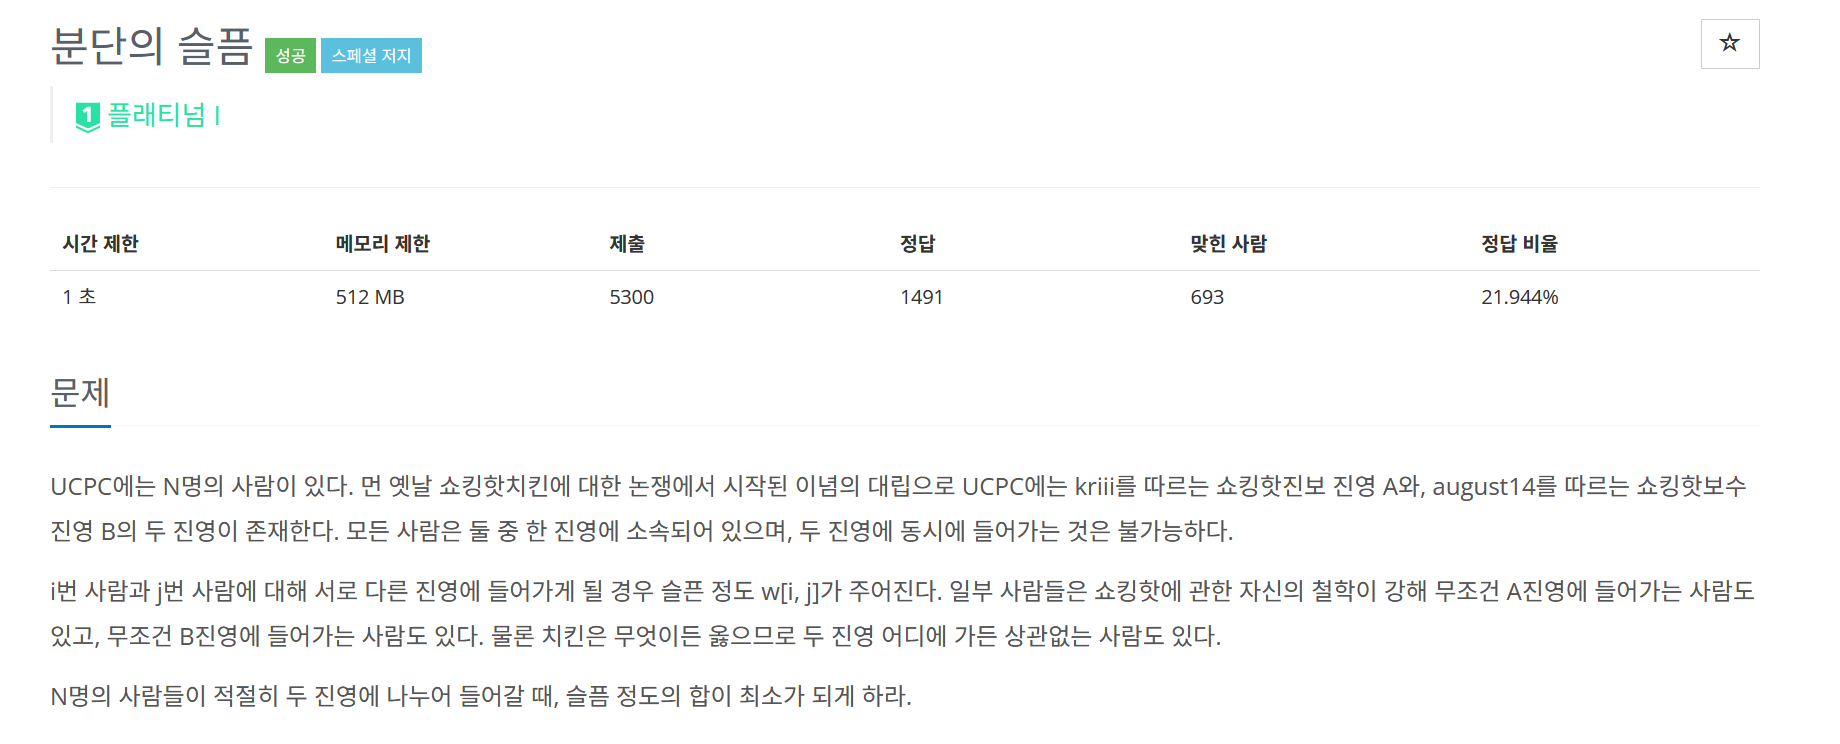 분단의 슬픔 성공 스페셜 저지
☆
1 플래티넘 I
시간 제한 메모리 제한 제출 정답 맞힌 사람 정답 비율
1 초 512 MB 5300 1491 693 21.944%
문제
UCPC에는 N명의 사람이 있다. 먼 옛날 쇼킹핫치킨에 대한 논쟁에서 시작된 이념의 대립으로 UCPC에는 kriii를 따르는 쇼킹핫진보 진영 A와, august14를 따르는 쇼킹핫보수
진영 B의 두 진영이 존재한다. 모든 사람은 둘 중 한 진영에 소속되어 있으며, 두 진영에 동시에 들어가는 것은 불가능하다.
i번 사람과 j번 사람에 대해 서로 다른 진영에 들어가게 될 경우 슬픈 정도 w[i, j]가 주어진다. 일부 사람들은 쇼킹핫에 관한 자신의 철학이 강해 무조건 A진영에 들어가는 사람도
있고, 무조건 B진영에 들어가는 사람도 있다. 물론 치킨은 무엇이든 옳으므로 두 진영 어디에 가든 상관없는 사람도 있다.
N명의 사람들이 적절히 두 진영에 나누어 들어갈 때, 슬픔 정도의 합이 최소가 되게 하라.